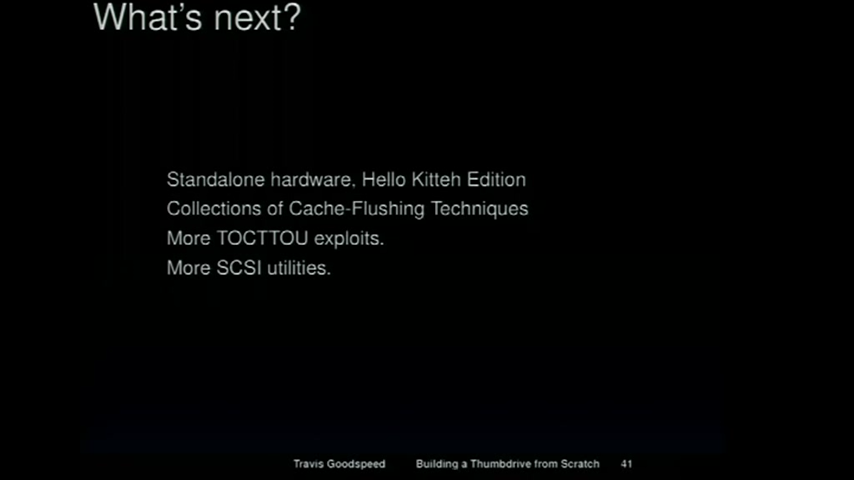 What's next?
Standalone hardware, Hello Kitteh Edition
Collections of Cache-Flushing Techniques
More TOCTTOU exploits.
More SCSI utilities.
Travis Goodspeed Building a Thumbdrive from Scratch 41